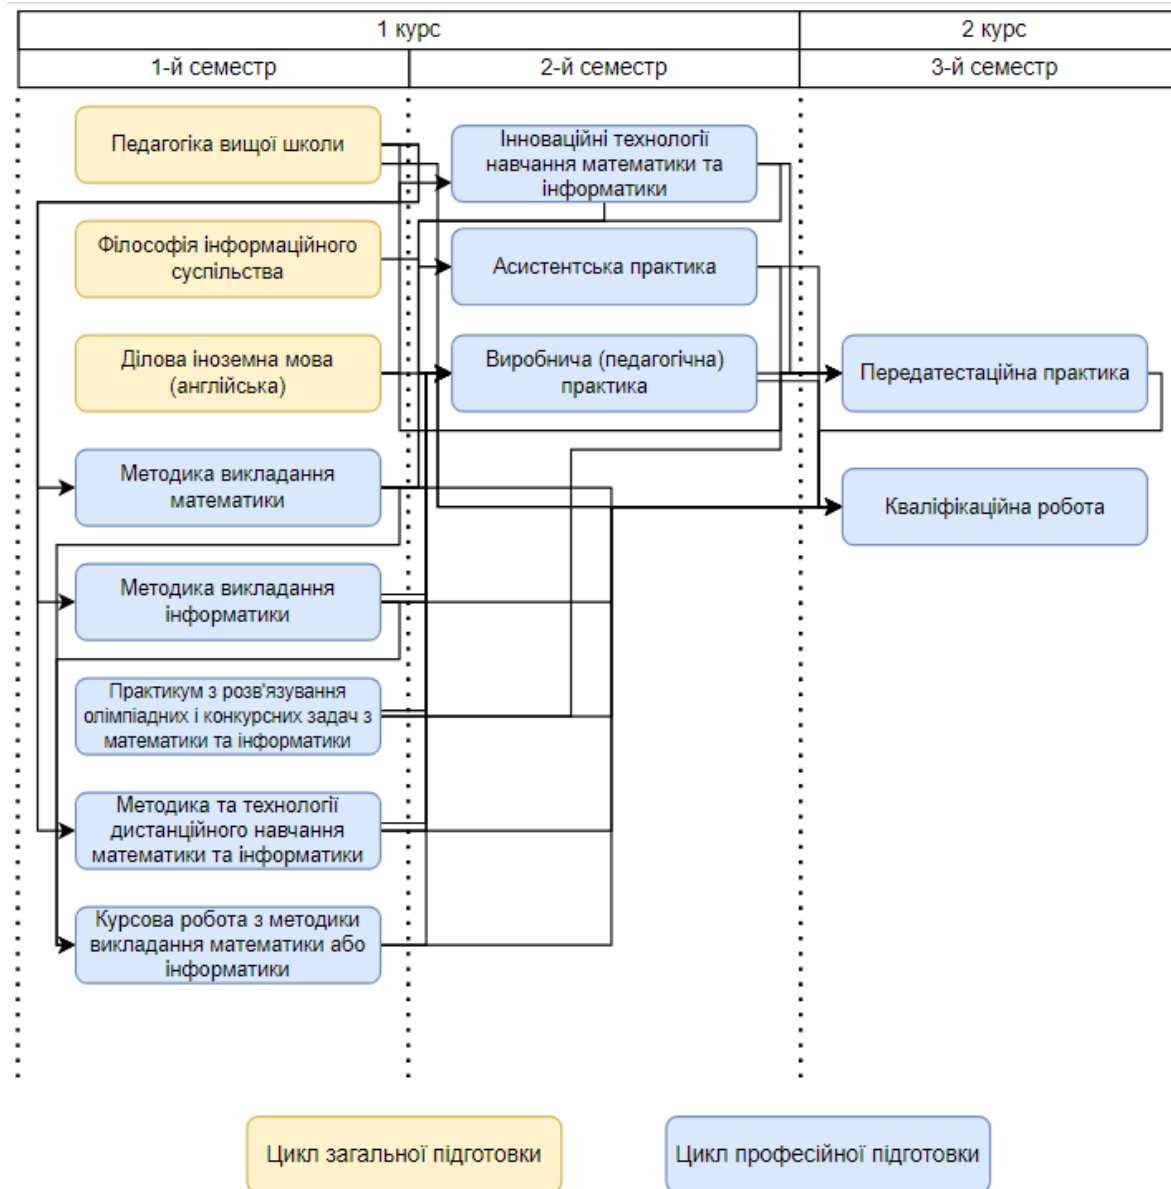 1 курс
2 курс
1-й семестр
2-й семестр
3-й семестр
Педагогіка вищої школи
Філософія інформаційного
суспільства
Ділова іноземна мова
(англійська)
Методика викладання
математики
Методика викладання
інформатики
Практикум з розв'язування
олімпіадних і конкурсних задач з
математики та інформатики
Методика та технології
дистанційного навчання
математики та інформатики
Курсова робота з методики
викладання математики або
інформатики
Інноваційні технології
навчання математики та
інформатики
Асистентська практика
Виробнича (педагогічна)
практика
Передатестаційна практика
Кваліфікаційна робота
Цикл загальної підготовки
Цикл професійної підготовки